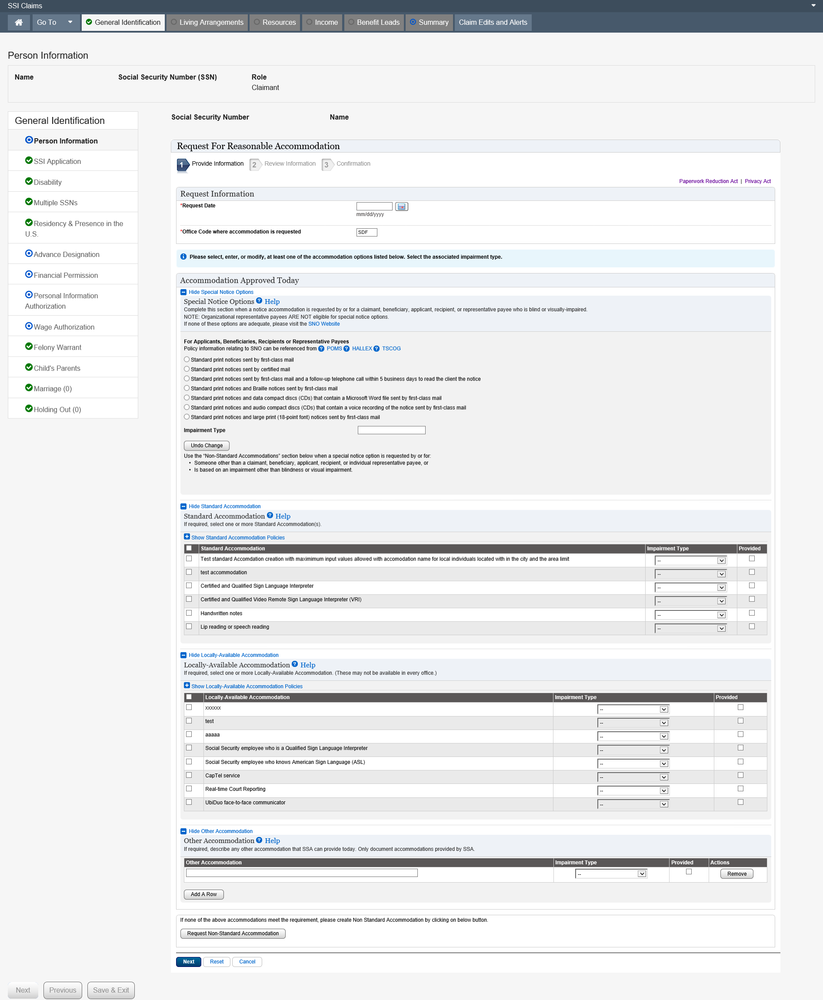 SSI Claims
Go To
General Identification
Living Arrangements
Resources
Income
Benefit Leads
Summary
Claim Edits and Alerts
Person Information
Name
Social Security Number (SSN)
Role
Claimant
General Identification
Person Information
SSI Application
Disability
Multiple SSNs
Residency & Presence in the
U.S.
Advance Designation
Financial Permission
Personal Information
Authorization
Wage Authorization
Felony Warrant
Child's Parents
Marriage (0)
Holding Out (0)
Social Security Number
Name
Request For Reasonable Accommodation
1 Provide Information
2 Review Information
3 Confirmation
Paperwork Reduction Act | Privacy Act
Request Information
*Request Date
mm/dd/yyyy
*Office Code where accommodation is requested
SDF
Please select, enter, or modify, at least one of the accommodation options listed below. Select the associated impairment type.
Accommodation Approved Today
Hide Special Notice Options
Special Notice Options ? Help
Complete this section when a notice accommodation is requested by or for a claimant, beneficiary, applicant, recipient, or representative payee who is blind or visually-impaired.
NOTE: Organizational representative payees ARE NOT eligible for special notice options.
If none of these options are adequate, please visit the SNO Website
For Applicants, Beneficiaries, Recipients or Representative Payees
Policy information relating to SNO can be referenced from ? POMS ? HALLEX ? TSCOG
Standard print notices sent by first-class mail
Standard print notices sent by certified mail
Standard print notices sent by first-class mail and a follow-up telephone call within 5 business days to read the client the notice
Standard print notices and Braille notices sent by first-class mail
Standard print notices and data compact discs (CDs) that contain a Microsoft Word file sent by first-class mail
Standard print notices and audio compact discs (CDs) that contain a voice recording of the notice sent by first-class mail
Standard print notices and large print (18-point font) notices sent by first-class mail
Impairment Type
Undo Change
Use the “Non-Standard Accommodations” section below when a special notice option is requested by or for:
• Someone other than a claimant, beneficiary, applicant, recipient, or individual representative payee, or
• Is based on an impairment other than blindness or visual impairment.
Hide Standard Accommodation
Standard Accommodation ? Help
If required, select one or more Standard Accommodation(s).
Show Standard Accommodation Policies
Standard Accommodation Impairment Type Provided
Test standard Accomdation creation with maximimum input values allowed with accomodation name for local individuals located with in the city and the area limit --
test accommodation --
Certified and Qualified Sign Language Interpreter --
Certified and Qualified Video Remote Sign Language Interpreter (VRI) --
Handwritten notes --
Lip reading or speech reading --
Hide Locally-Available Accommodation
Locally-Available Accommodation ? Help
If required, select one or more Locally-Available Accommodation. (These may not be available in every office.)
Show Locally-Available Accommodation Policies
Locally-Available Accommodation Impairment Type Provided
xxxxxx --
test --
aaaaa --
Social Security employee who is a Qualified Sign Language Interpreter --
Social Security employee who knows American Sign Language (ASL) --
CapTel service --
Real-time Court Reporting --
UbiDuo face-to-face communicator --
Hide Other Accommodation
Other Accommodation ? Help
If required, describe any other accommodation that SSA can provide today. Only document accommodations provided by SSA.
Other Accommodation Impairment Type Provided Actions
-- Remove
Add A Row
If none of the above accommodations meet the requirement, please create Non Standard Accommodation by clicking on below button.
Request Non-Standard Accommodation
Next Reset Cancel
Next Previous Save & Exit